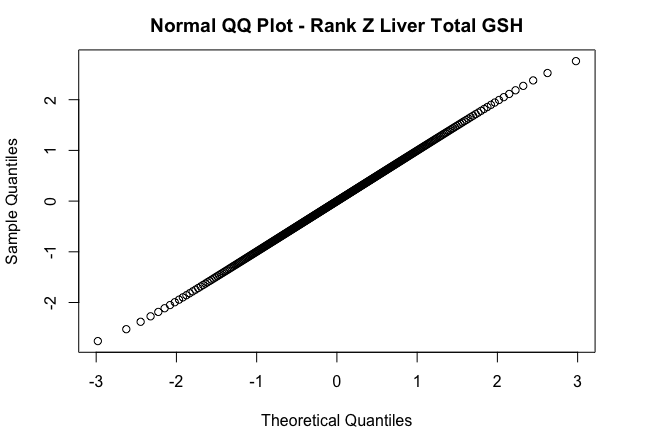 Normal QQ Plot - Rank Z Liver Total GSH
Sample Quantiles
2
1
0
-1
-2
-3 -2 -1 0 1 2 3
Theoretical Quantiles